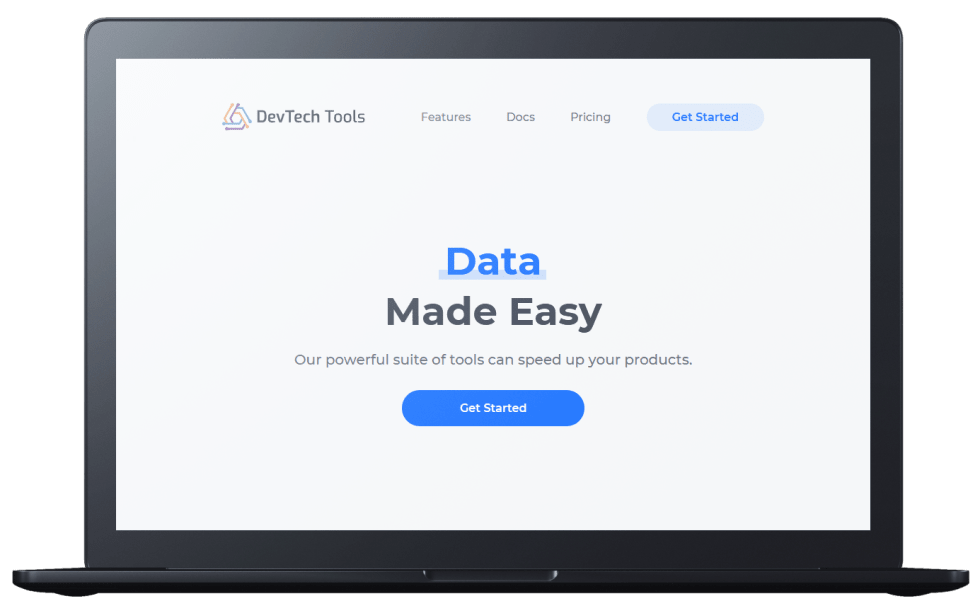 DevTech Tools
Features
Docs
Pricing
Get Started
Data
Made Easy
Our powerful suite of tools can speed up your products.
Get Started